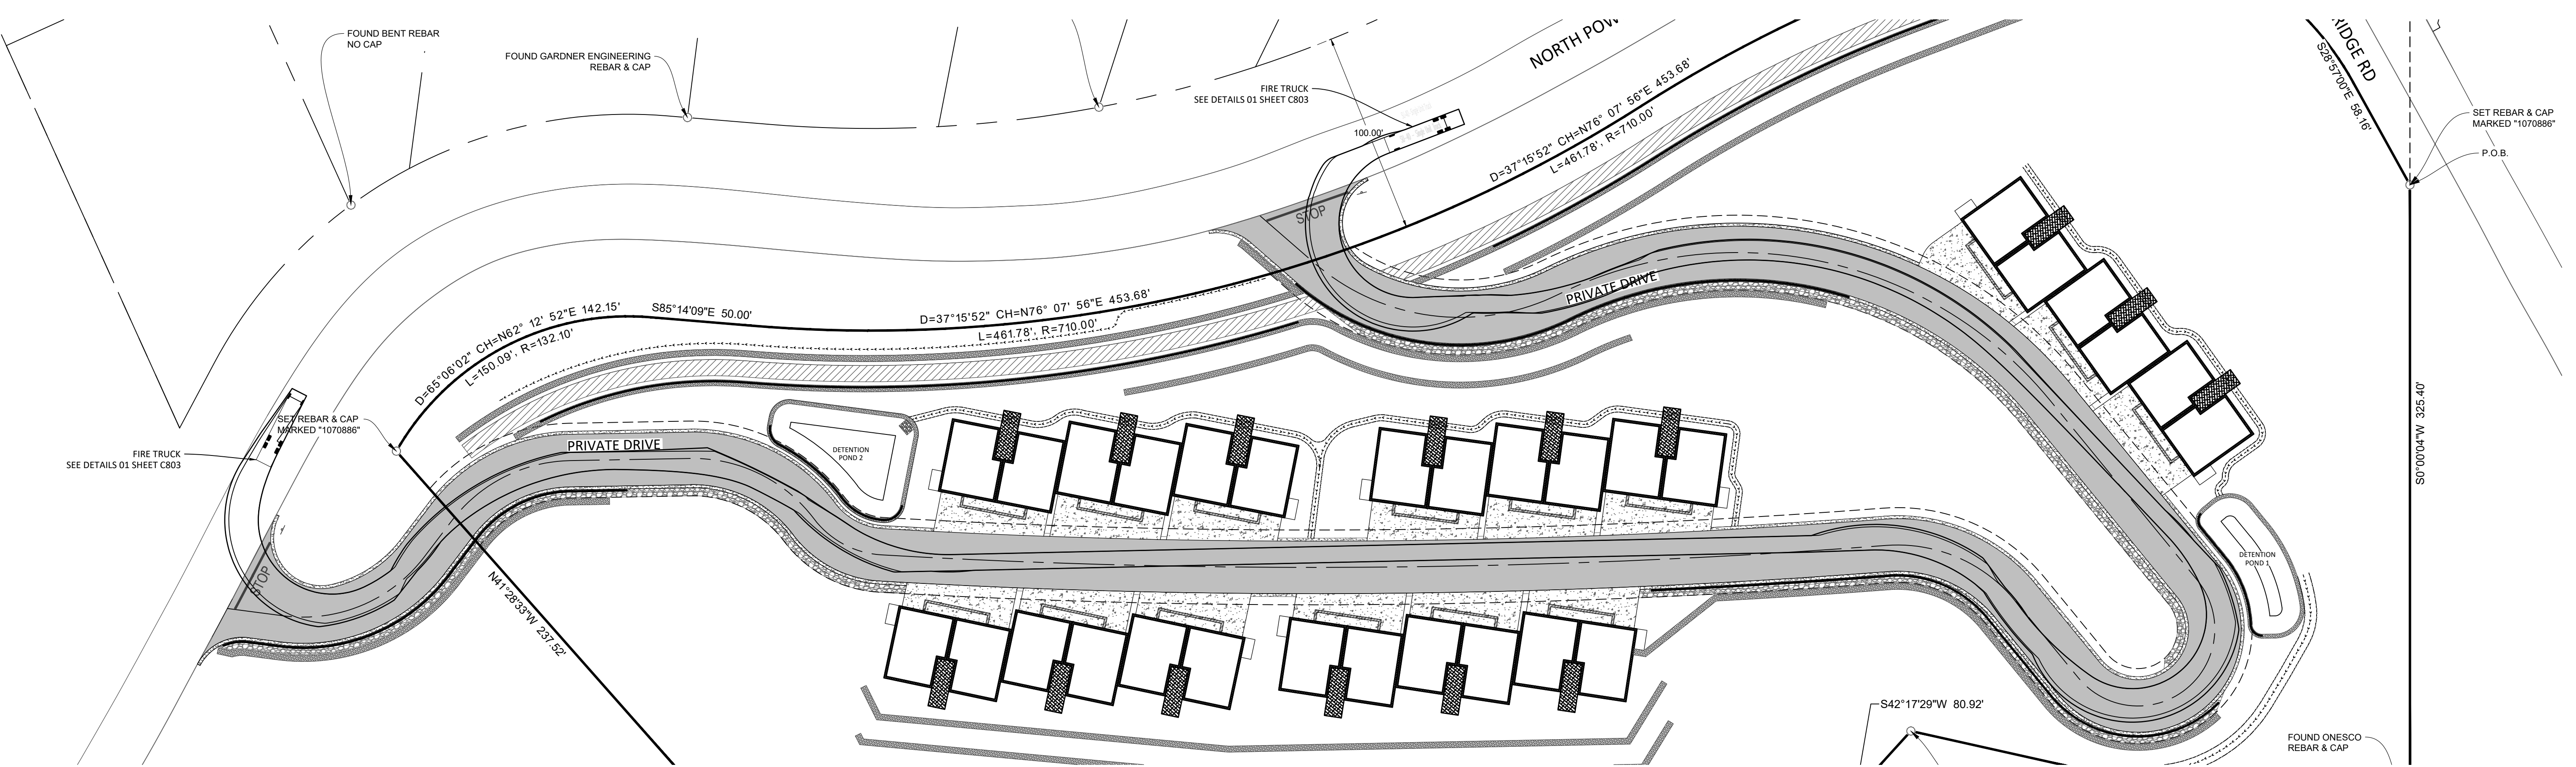 FOUND BENT REBAR
NO CAP
FOUND GARDNER ENGINEERING
REBAR & CAP
NORTH POW
RIDGE RD
S28°57'00"E 58.16'
FIRE TRUCK
SEE DETAILS 01 SHEET C803
100.00'
D=37°15'52" CH=N76° 07' 56"E 453.68'
L=461.78', R=710.00'
SET REBAR & CAP
MARKED "1070886"
P.O.B.
STOP
PRIVATE DRIVE
D=65°06'02" CH=N62° 12' 52"E 142.15'
L=150.09', R=132.10'
S85°14'09"E 50.00'
D=37°15'52" CH=N76° 07' 56"E 453.68'
L=461.78', R=710.00'
SET REBAR & CAP
MARKED "1070886"
FIRE TRUCK
SEE DETAILS 01 SHEET C803
PRIVATE DRIVE
DETENTION
POND 2
S0°00'04"W 325.40'
STOP
N41°28'33"W 237.52'
DETENTION
POND 1
S42°17'29"W 80.92'
FOUND ONESCO
REBAR & CAP